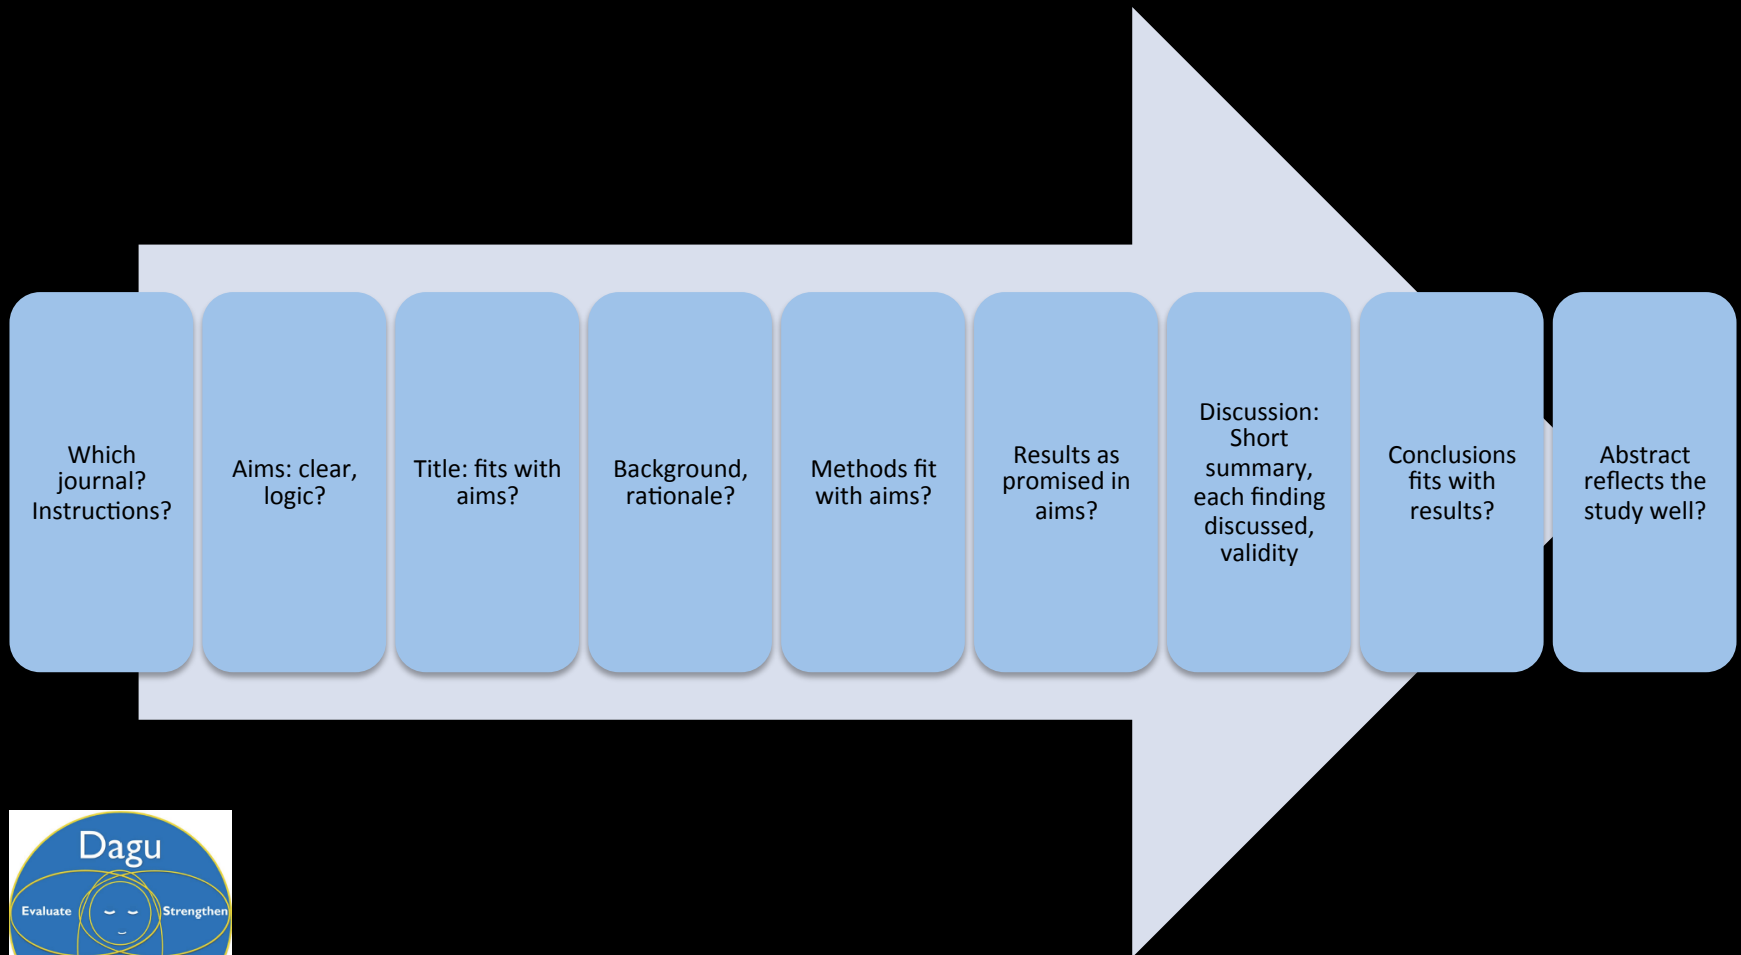 Which
journal?
Instructions?
Aims: clear,
logic?
Title: fits with
aims?
Background,
rationale?
Methods fit
with aims?
Results as
promised in
aims?
Discussion:
Short
summary,
each finding
discussed,
validity
Conclusions
fits with
results?
Abstract
reflects the
study well?
Dagu
Evaluate
Strengthen